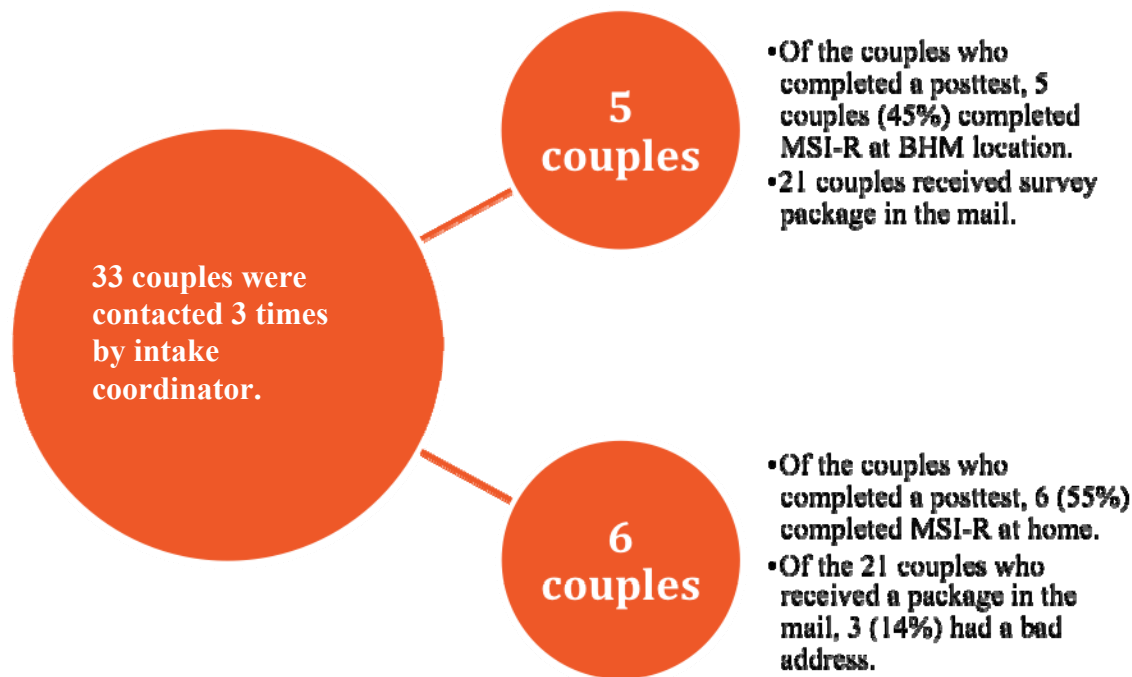 33 couples were
contacted 3 times
by intake
coordinator.
5
couples
•Of the couples who
completed a posttest, 5
couples (45%) completed
MSI-R at BHM location.
•21 couples received survey
package in the mail.
6
couples
•Of the couples who
completed a posttest, 6 (55%)
completed MSI-R at home.
•Of the 21 couples who
received a package in the
mail, 3 (14%) had a bad
address.